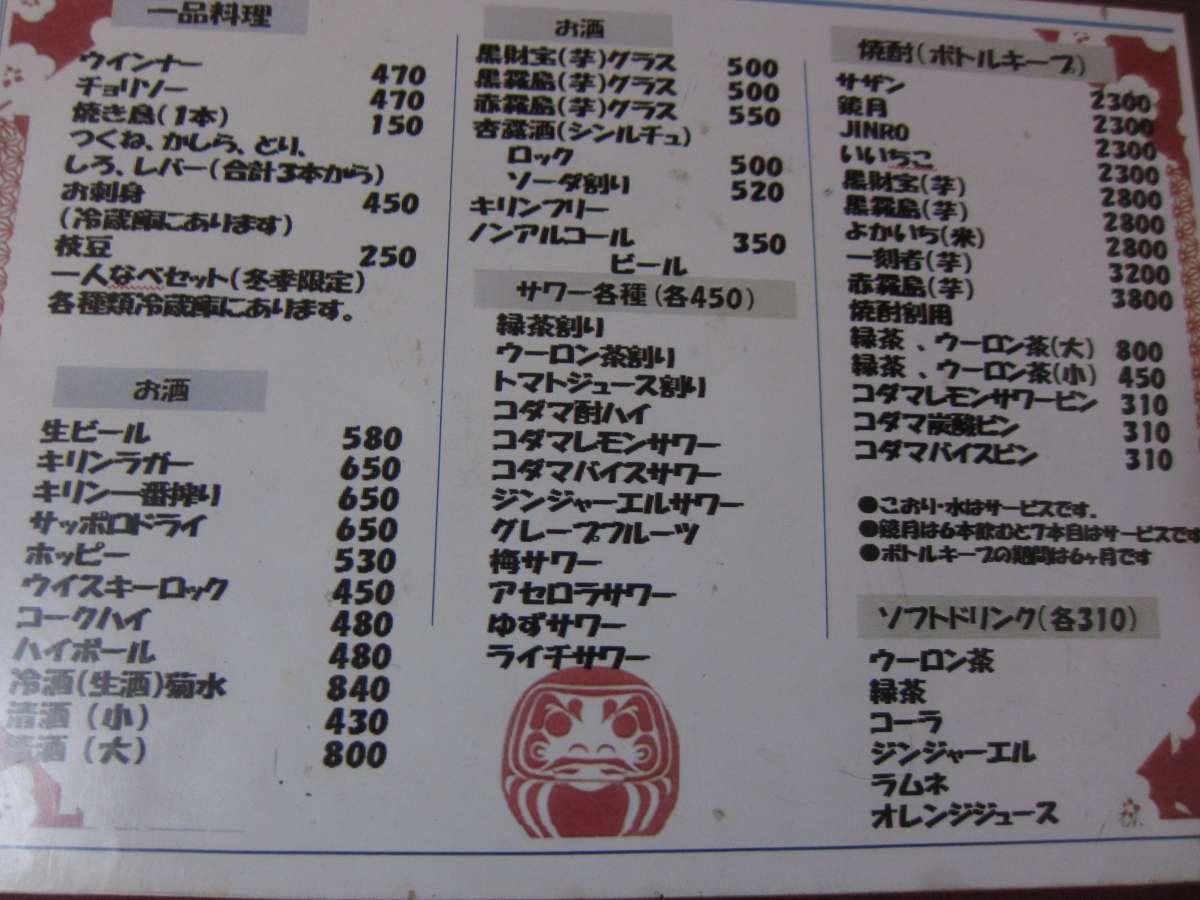 一品料理
ウインナー 470
チョリソー 470
焼き鳥(1本) 150
つくね、かしら、とり、
しろ、レバー(合計3本から)
お刺身 450
(冷蔵庫にあります)
枝豆 250
一人なべセット(冬季限定)
各種類冷蔵庫にあります。
お酒
生ビール 580
キリンラガー 650
キリン一番搾り 650
サッポロドライ 650
ホッピー 530
ウイスキーロック 450
コークハイ 480
ハイボール 480
冷酒(生酒)菊水 840
清酒(小) 430
清酒(大) 800
お酒
黒財宝(芋)グラス 500
黒霧島(芋)グラス 500
赤霧島(芋)グラス 550
杏露酒(シンルチュ)
ロック 500
ソーダ割り 520
キリンフリー
ノンアルコール 350
ビール
サワー各種(各450)
緑茶割り
ウーロン茶割り
トマトジュース割り
コダマ酎ハイ
コダマレモンサワー
コダマバイスサワー
ジンジャーエルサワー
グレープフルーツ
梅サワー
アセロラサワー
ゆずサワー
ライチサワー
焼酎(ボトルキープ)
サザン 2300
鏡月 2300
JINRO 2300
いいちこ 2300
黒財宝(芋) 2800
黒霧島(芋) 2800
よかいち(米) 2800
一刻者(芋) 3200
赤霧島(芋) 3800
焼酎割用
緑茶、ウーロン茶(大) 800
緑茶、ウーロン茶(小) 450
コダマレモンサワービン 310
コダマ炭酸ビン 310
コダマバイスビン 310
●こおり・水はサービスです。
●鏡月は6本飲むと7本目はサービスです
●ボトルキープの期間は6ヶ月です
ソフトドリンク(各310)
ウーロン茶
緑茶
コーラ
ジンジャーエル
ラムネ
オレンジジュース